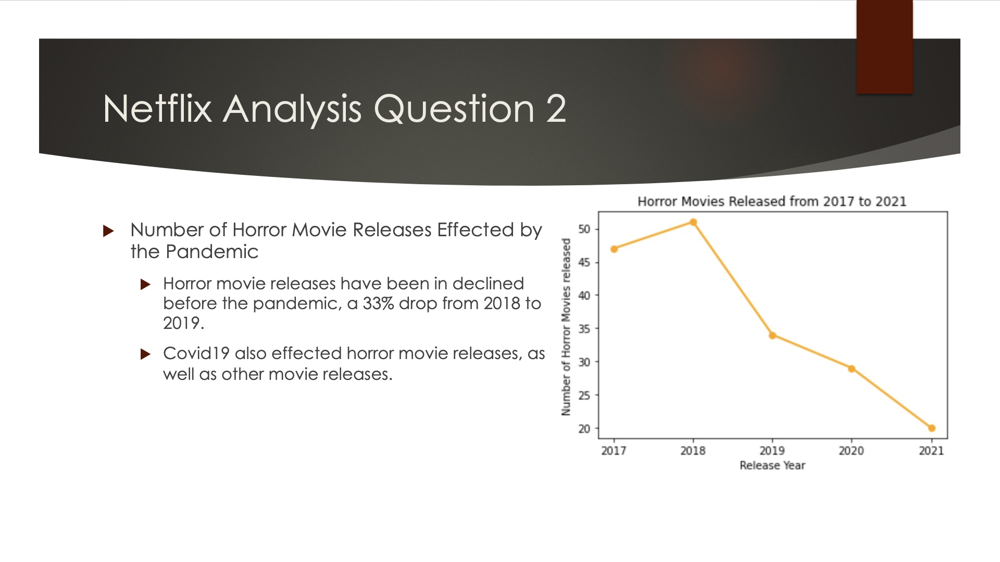 Netflix Analysis Question 2
Number of Horror Movie Releases Effected by
the Pandemic
Horror movie releases have been in declined
before the pandemic, a 33% drop from 2018 to
2019.
Covid19 also effected horror movie releases, as
well as other movie releases.
Horror Movies Released from 2017 to 2021
Number of Horror Movies released
50
45
40
35
30
25
20
2017 2018 2019 2020 2021
Release Year